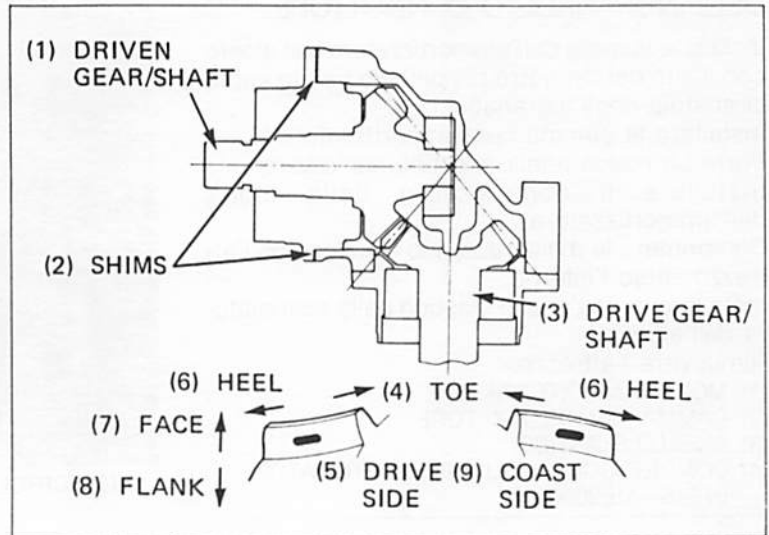 (1) DRIVEN
GEAR/SHAFT
(2) SHIMS
(3) DRIVE GEAR/
SHAFT
(6) HEEL
(4) TOE
(6) HEEL
(7) FACE
(8) FLANK
(5) DRIVE
SIDE
(9) COAST
SIDE